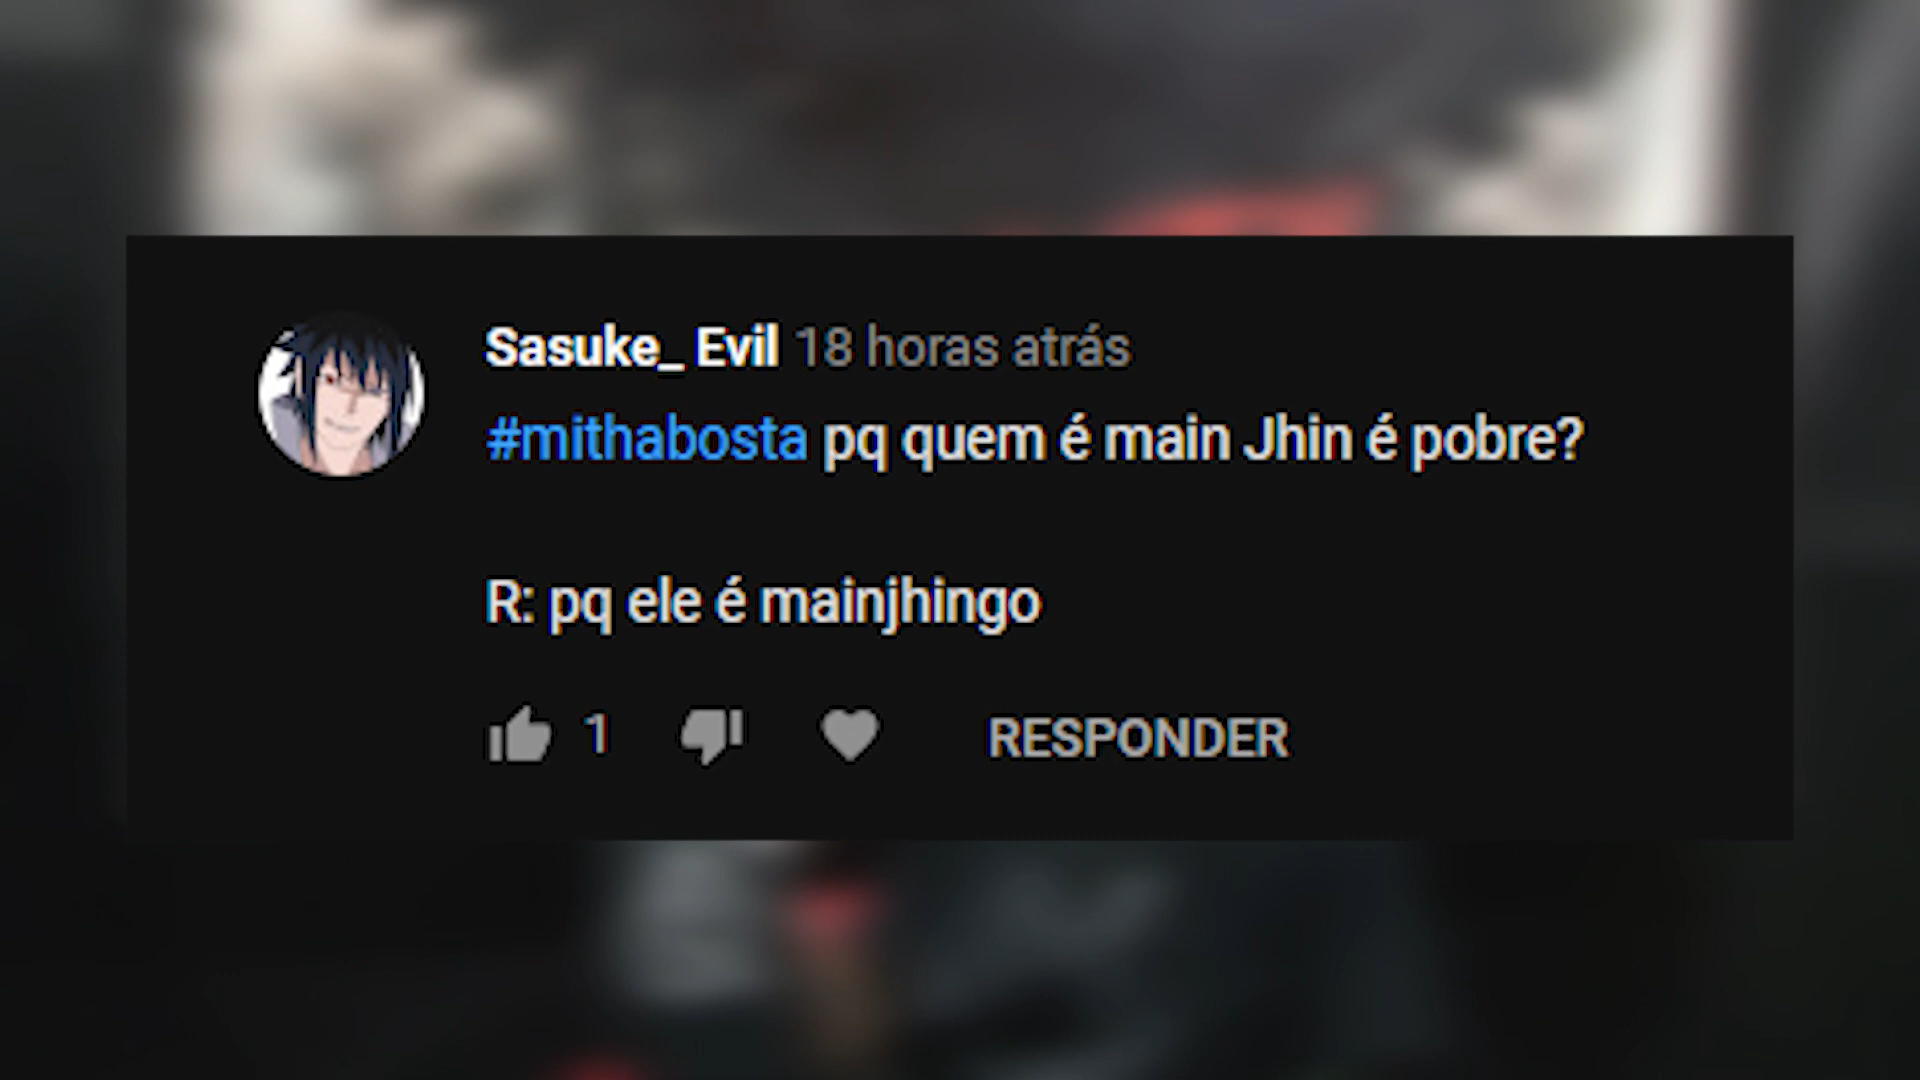 Sasuke_ Evil 18 horas atrás
#mithabosta pq quem é main Jhin é pobre?
R: pq ele é mainjhingo
1 RESPONDER